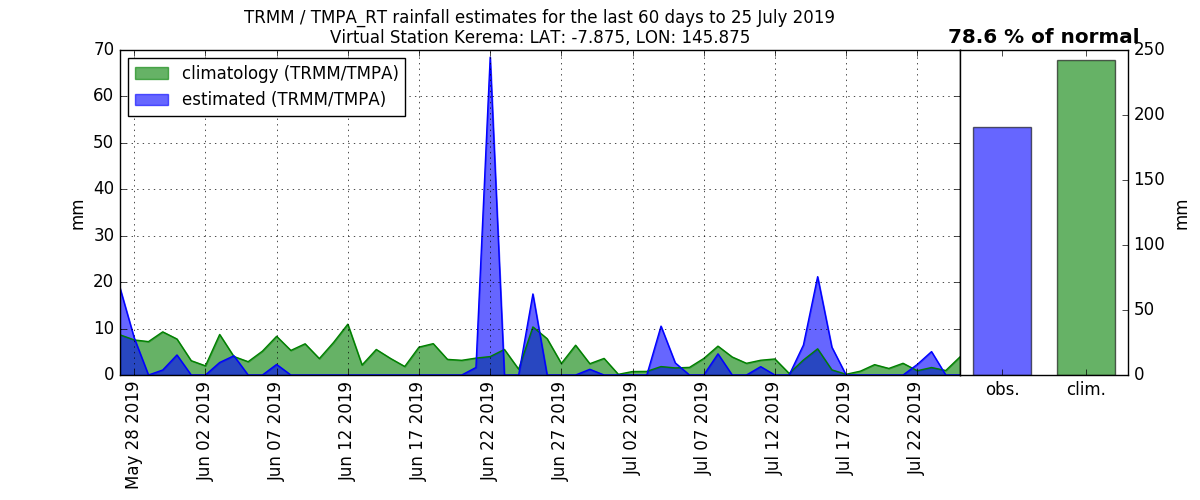 TRMM / TMPA_RT rainfall estimates for the last 60 days to 25 July 2019
Virtual Station Kerema: LAT: -7.875, LON: 145.875
78.6 % of normal
climatology (TRMM/TMPA)
estimated (TRMM/TMPA)
70
60
50
40
30
20
10
0
mm
May 28 2019
Jun 02 2019
Jun 07 2019
Jun 12 2019
Jun 17 2019
Jun 22 2019
Jun 27 2019
Jul 02 2019
Jul 07 2019
Jul 12 2019
Jul 17 2019
Jul 22 2019
obs.
clim.
250
200
150
100
50
0
mm